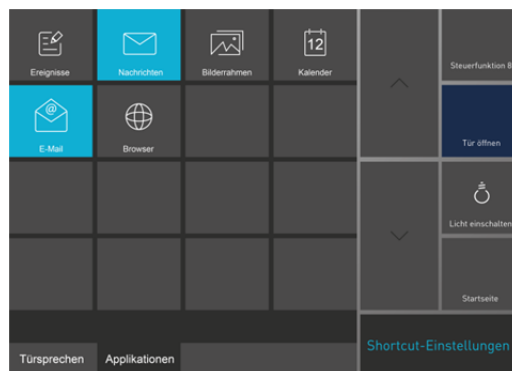 12
Ereignisse
Nachrichten
Bilderrahmen
Kalender
Steuerfunktion 8
@
E-Mail
Browser
Tür öffnen
Licht einschalten
Startseite
Shortcut-Einstellungen
Türsprechen
Applikationen